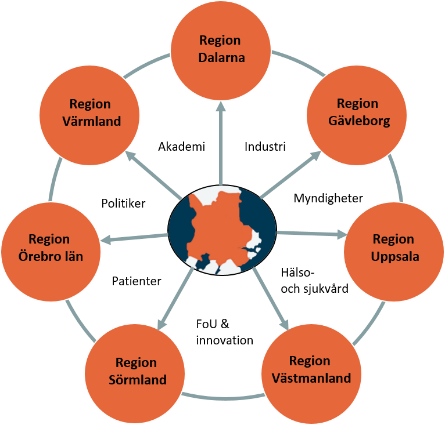 Region
Dalarna
Region
Värmland
Region
Gävleborg
Akademi
Industri
Politiker
Myndigheter
Region
Örebro län
Region
Uppsala
Patienter
Hälso-
och sjukvård
FoU &
innovation
Region
Sörmland
Region
Västmanland